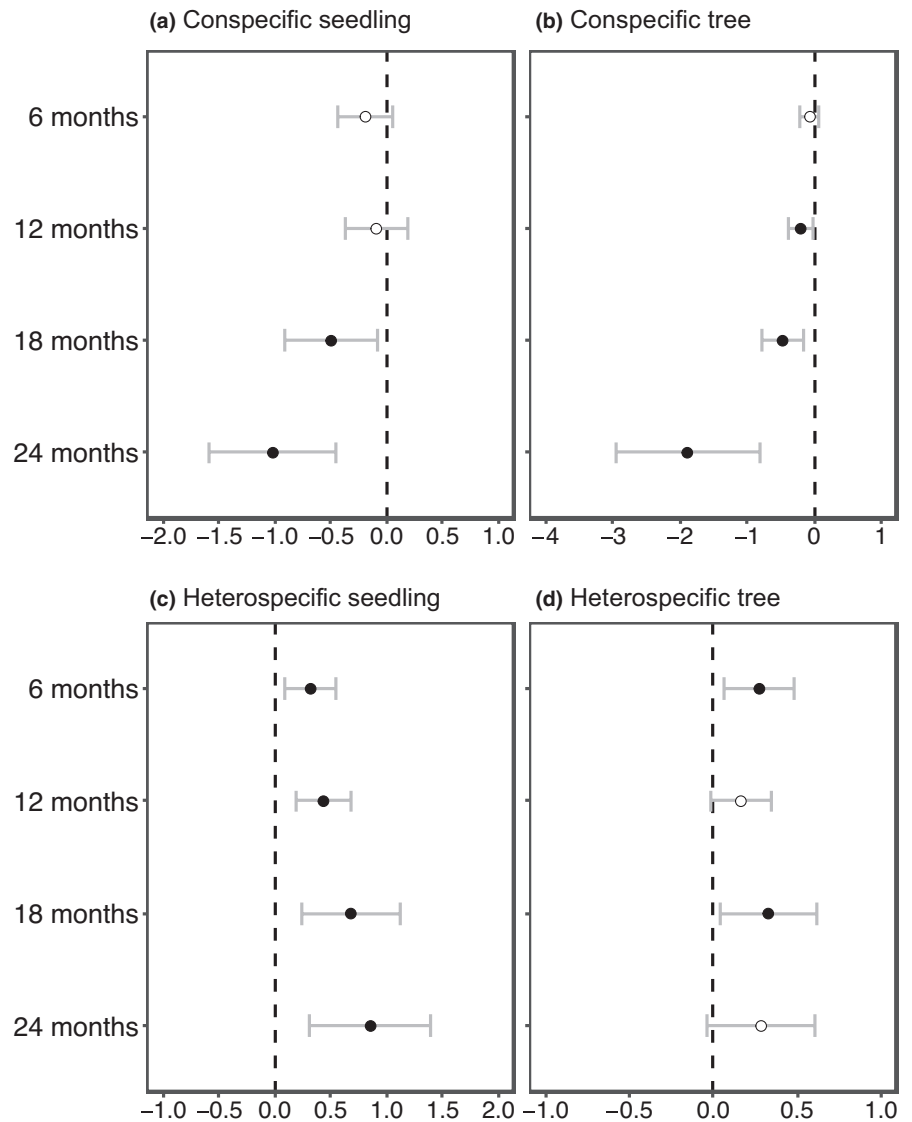 (a) Conspecific seedling
(b) Conspecific tree
6 months
12 months
18 months
24 months
−2.0 −1.5 −1.0 −0.5 0.0 0.5 1.0
−4 −3 −2 −1 0 1
(c) Heterospecific seedling
(d) Heterospecific tree
6 months
12 months
18 months
24 months
−1.0 −0.5 0.0 0.5 1.0 1.5 2.0
−1.0 −0.5 0.0 0.5 1.0